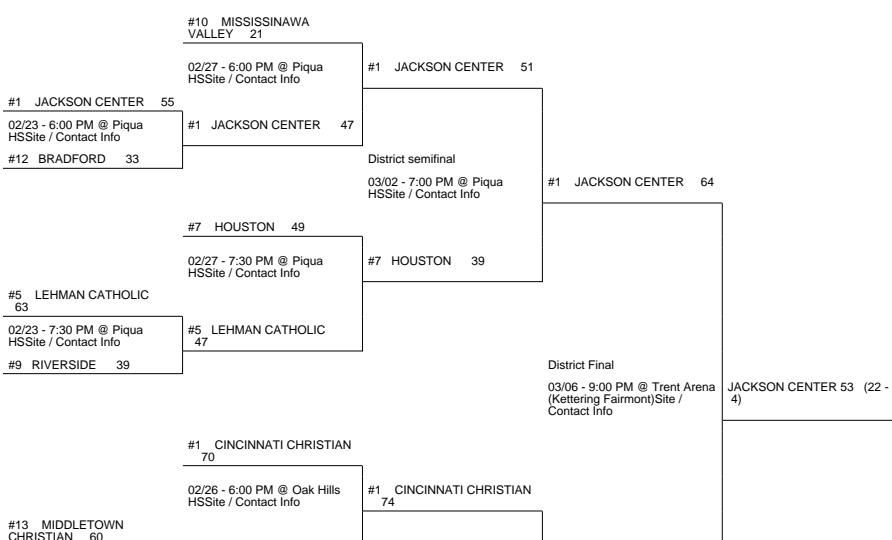 #10 MISSISSINAWA
VALLEY 21
02/27 - 6:00 PM @ Piqua
HSSite / Contact Info
#1 JACKSON CENTER 51
#1 JACKSON CENTER 55
02/23 - 6:00 PM @ Piqua
HSSite / Contact Info
#1 JACKSON CENTER 47
#12 BRADFORD 33
District semifinal
03/02 - 7:00 PM @ Piqua
HSSite / Contact Info
#1 JACKSON CENTER 64
#7 HOUSTON 49
02/27 - 7:30 PM @ Piqua
HSSite / Contact Info
#7 HOUSTON 39
#5 LEHMAN CATHOLIC
63
02/23 - 7:30 PM @ Piqua
HSSite / Contact Info
#5 LEHMAN CATHOLIC
47
#9 RIVERSIDE 39
District Final
03/06 - 9:00 PM @ Trent Arena
(Kettering Fairmont)Site /
Contact Info
JACKSON CENTER 53 (22 -
4)
#1 CINCINNATI CHRISTIAN
70
02/26 - 6:00 PM @ Oak Hills
HSSite / Contact Info
#1 CINCINNATI CHRISTIAN
74
#13 MIDDLETOWN
CHRISTIAN 60